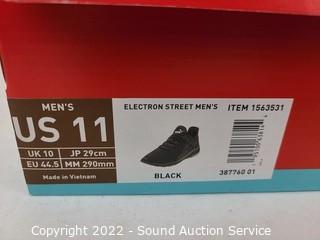 MEN'S
US 11
UK 10 JP 29cm
EU 44.5 MM 290mm
Made in Vietnam
ELECTRON STREET MEN'S ITEM 1563531
BLACK
387760 01
Copyright 2022 - Sound Auction Service